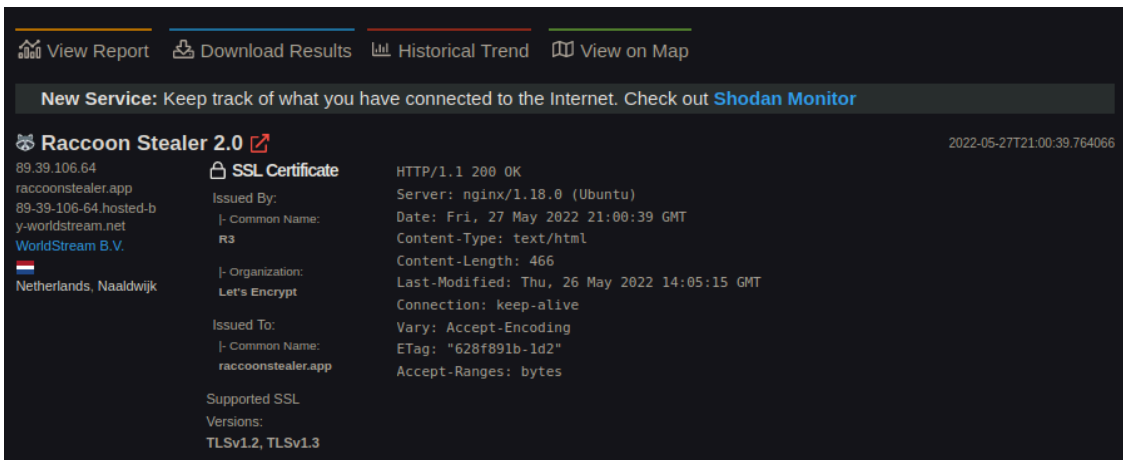 View Report Download Results Historical Trend View on Map
New Service: Keep track of what you have connected to the Internet. Check out Shodan Monitor
Raccoon Stealer 2.0
2022-05-27T21:00:39.764066
89.39.106.64
raccoonstealer.app
89-39-106-64.hosted-b
y-worldstream.net
WorldStream B.V.
Netherlands, Naaldwijk
SSL Certificate
Issued By:
|- Common Name:
R3
|- Organization:
Let's Encrypt
Issued To:
|- Common Name:
raccoonstealer.app
Supported SSL
Versions:
TLSv1.2, TLSv1.3
HTTP/1.1 200 OK
Server: nginx/1.18.0 (Ubuntu)
Date: Fri, 27 May 2022 21:00:39 GMT
Content-Type: text/html
Content-Length: 466
Last-Modified: Thu, 26 May 2022 14:05:15 GMT
Connection: keep-alive
Vary: Accept-Encoding
ETag: "628f891b-1d2"
Accept-Ranges: bytes